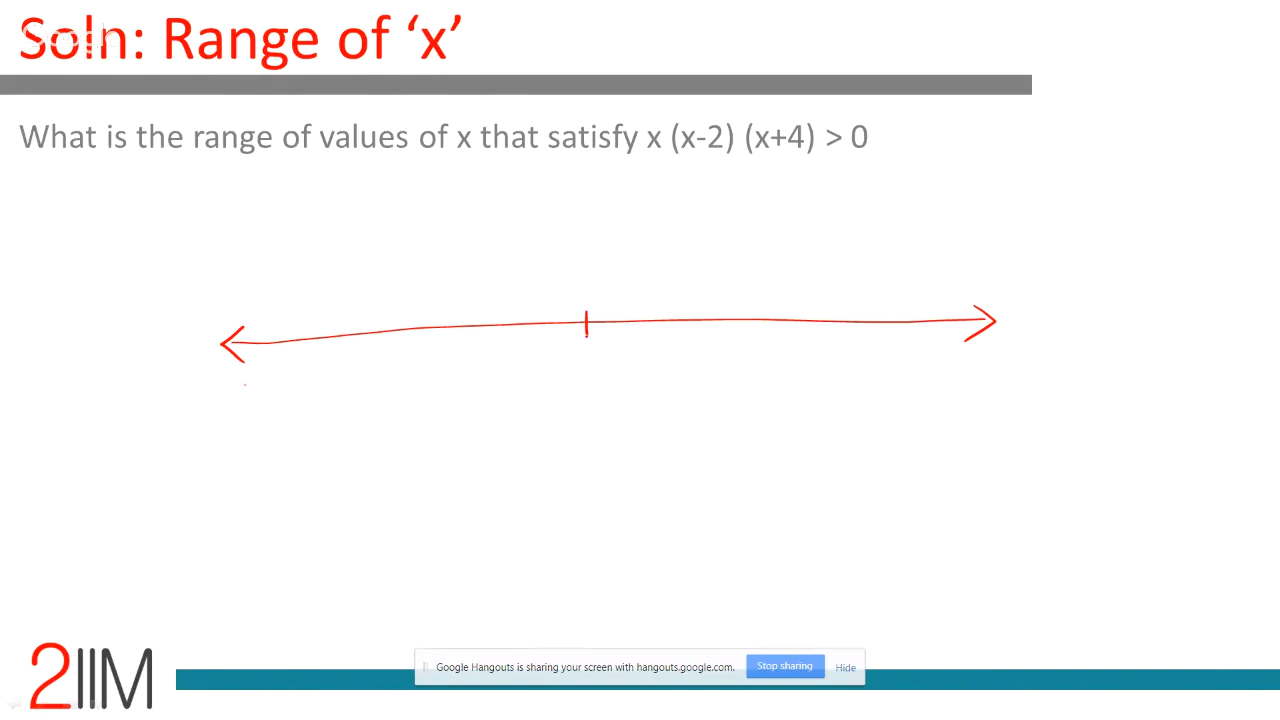 Soln: Range of ‘x’
Google
What is the range of values of x that satisfy x (x-2) (x+4) > 0
2IIM
Google Hangouts is sharing your screen with hangouts.google.com.
Stop sharing
Hide